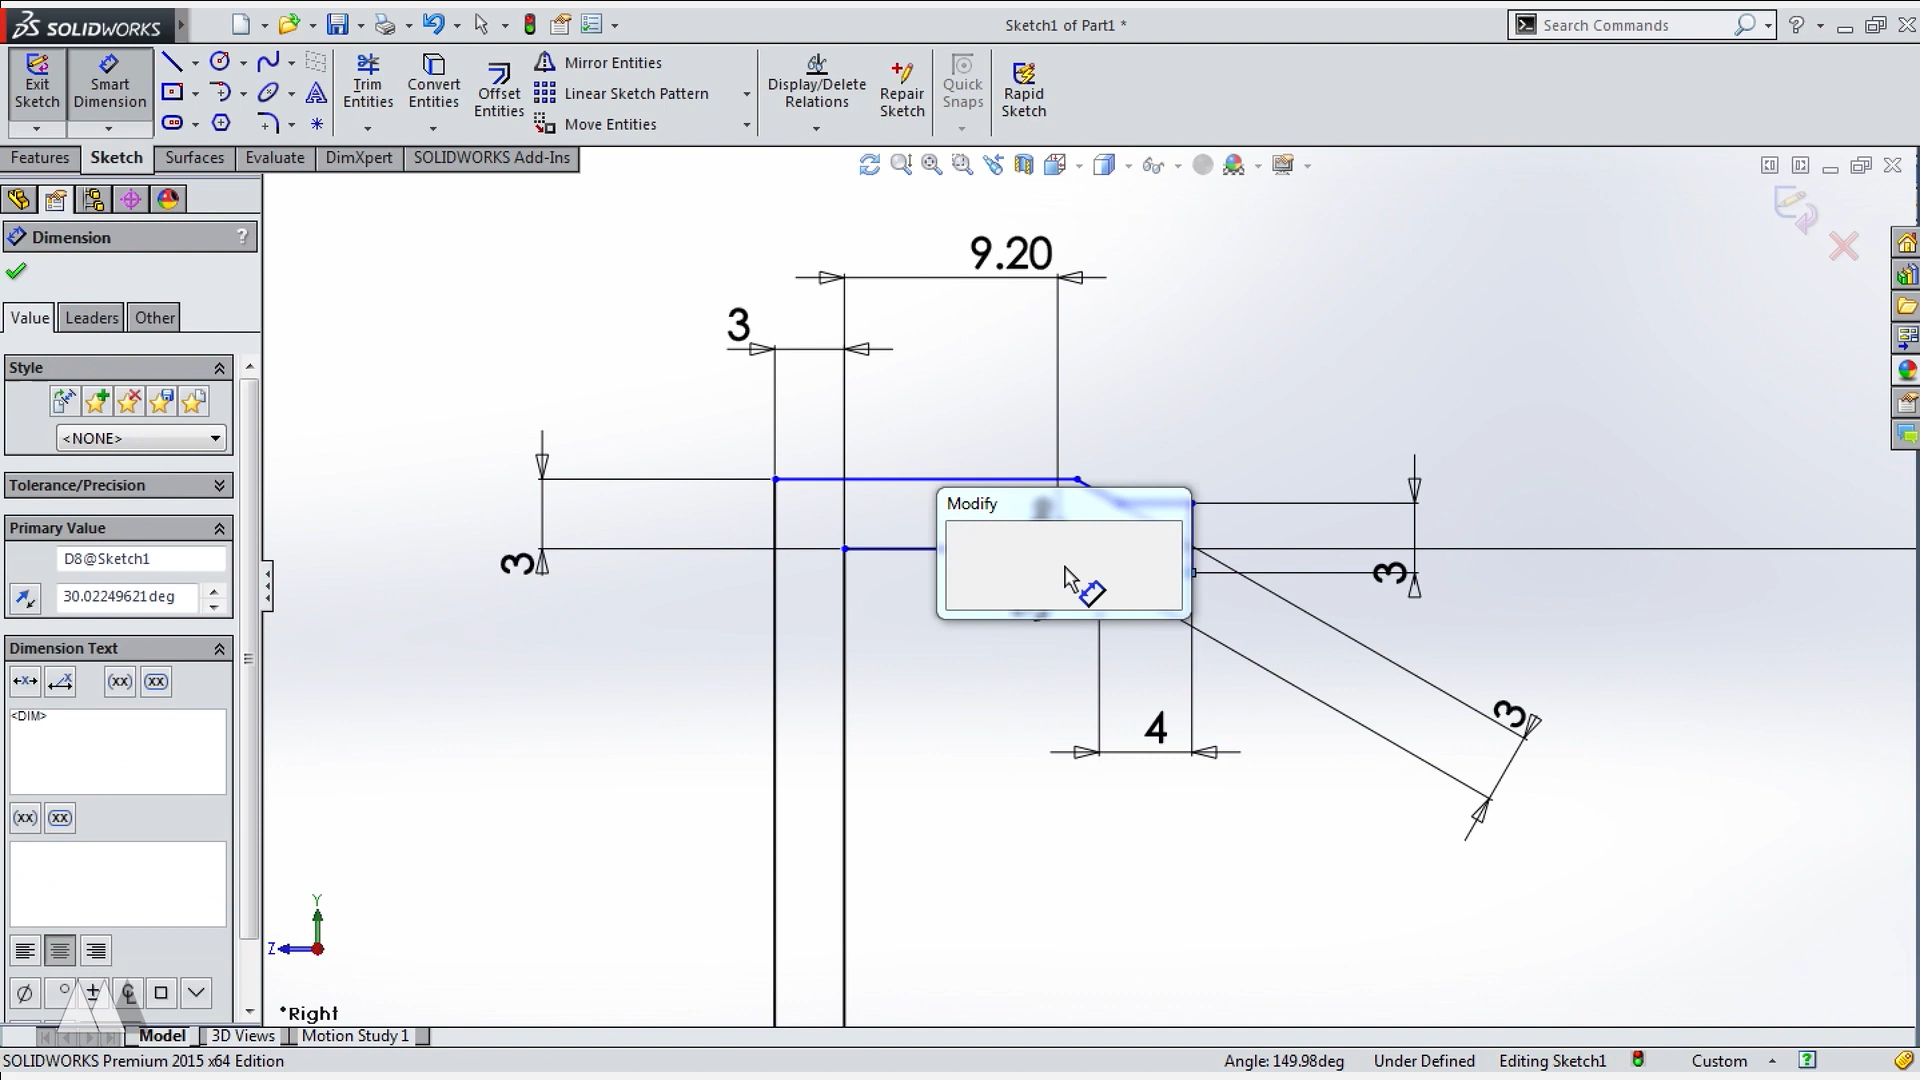 SOLIDWORKS
Sketch1 of Part1 *
Search Commands
Exit Sketch
Smart Dimension
Trim Entities
Convert Entities
Offset Entities
Mirror Entities
Linear Sketch Pattern
Move Entities
Display/Delete Relations
Repair Sketch
Quick Snaps
Rapid Sketch
Features
Sketch
Surfaces
Evaluate
DimXpert
SOLIDWORKS Add-Ins
Dimension
?
Value
Leaders
Other
Style
<NONE>
Tolerance/Precision
Primary Value
D8@Sketch1
30.02249621deg
Dimension Text
(xx)
(xx)
<DIM>
(xx)
(xx)
9.20
3
3
Modify
3
4
3
Y
Z
*Right
Model
3D Views
Motion Study 1
SOLIDWORKS Premium 2015 x64 Edition
Angle: 149.98deg
Under Defined
Editing Sketch1
Custom
?